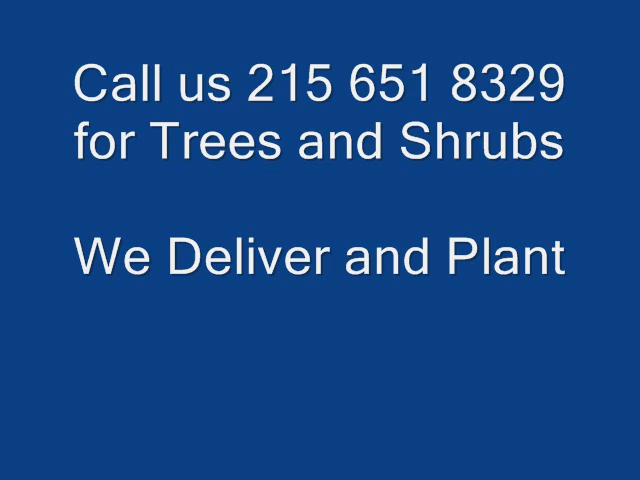 Call us 215 651 8329
for Trees and Shrubs
We Deliver and Plant